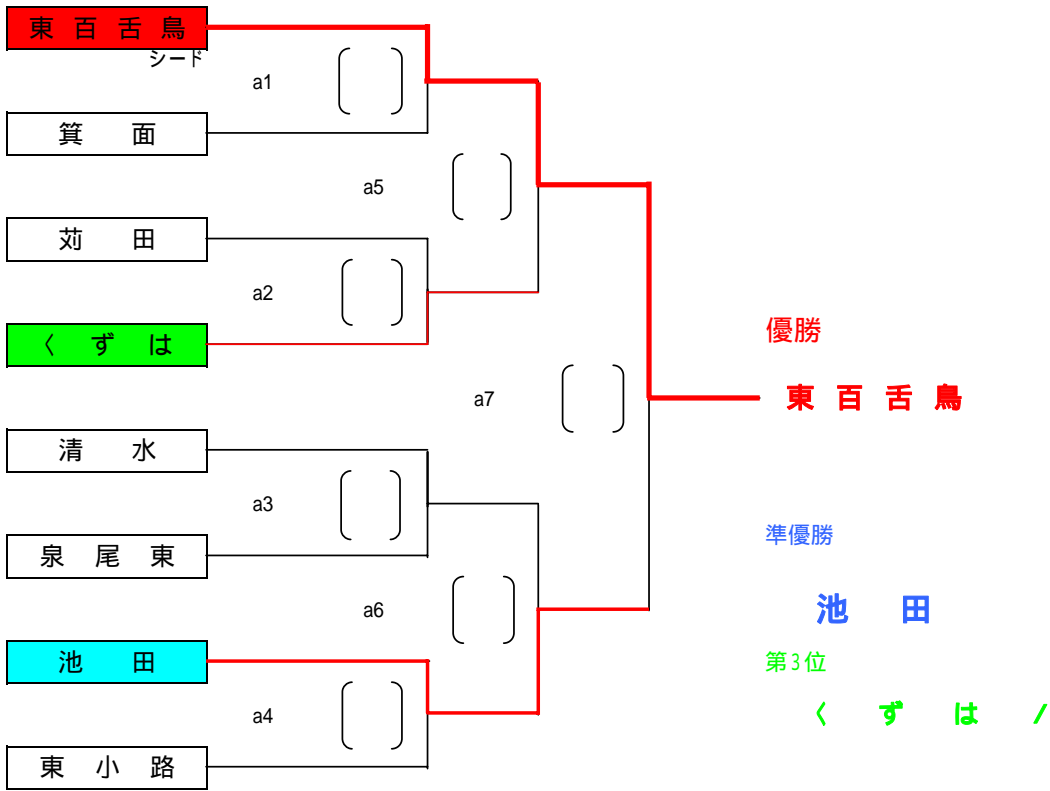 東百舌鳥
シード
a1
箕面
a5
苅田
a2
くずは
優勝
a7
東百舌鳥
清水
a3
準優勝
泉尾東
a6
池田
池田
第3位
a4
くずは /
東小路